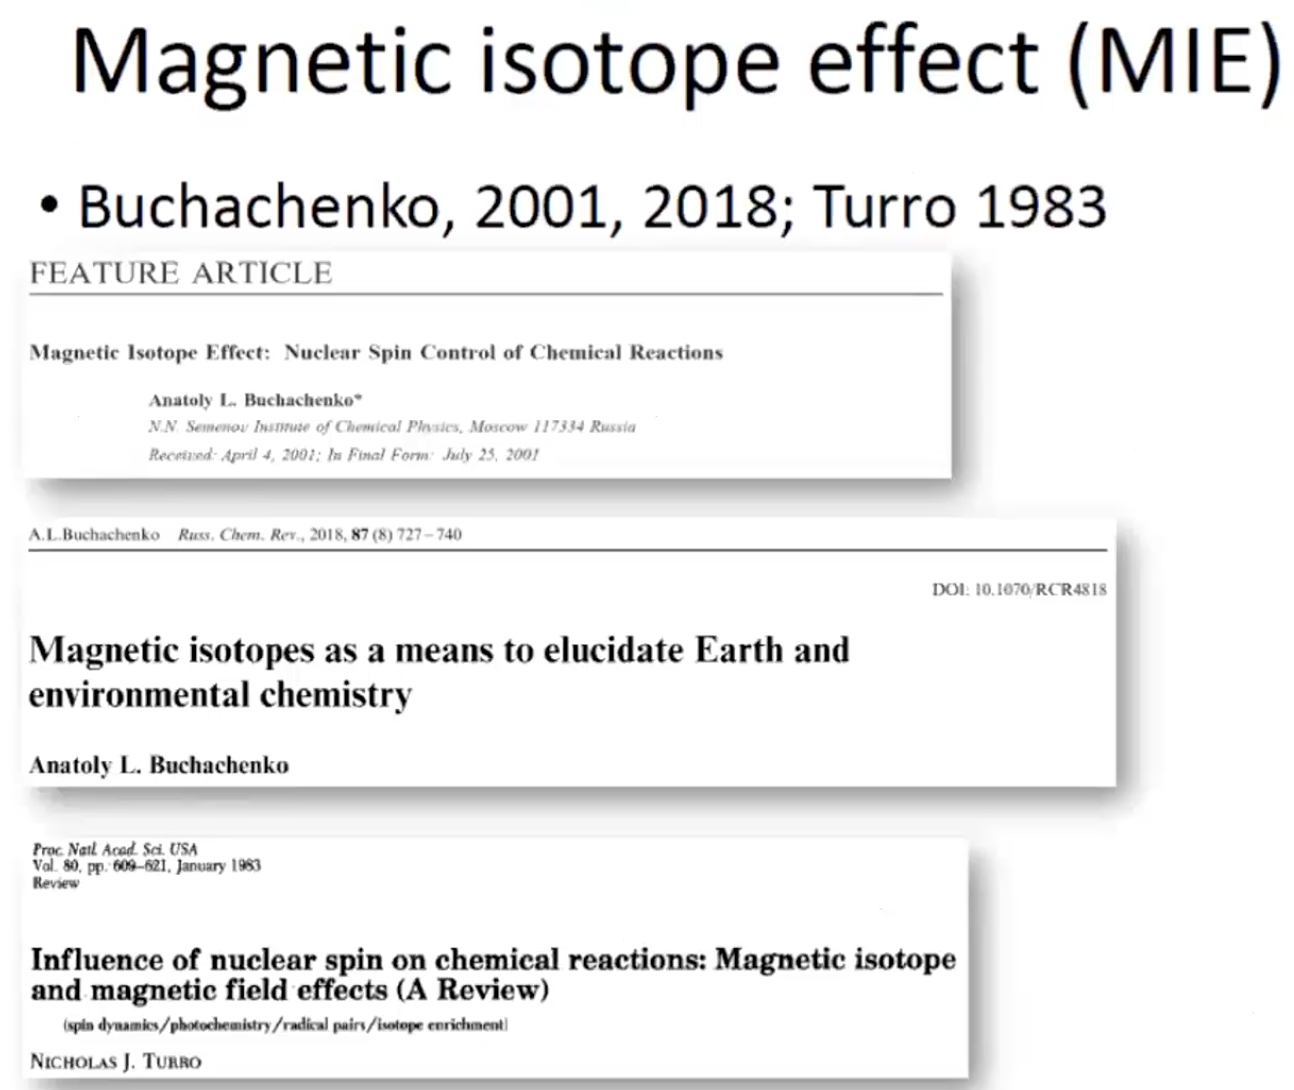 Magnetic isotope effect (MIE)
• Buchachenko, 2001, 2018; Turro 1983
FEATURE ARTICLE
Magnetic Isotope Effect: Nuclear Spin Control of Chemical Reactions
Anatoly L. Buchachenko*
N.N. Semenov Institute of Chemical Physics, Moscow 117334 Russia
Received: April 4, 2001; In Final Form: July 25, 2001
A.L.Buchachenko Russ. Chem. Rev., 2018, 87 (8) 727 – 740
DOI: 10.1070/RCR4818
Magnetic isotopes as a means to elucidate Earth and
environmental chemistry
Anatoly L. Buchachenko
Proc. Natl. Acad. Sci. USA
Vol. 80, pp. 609–621, January 1983
Review
Influence of nuclear spin on chemical reactions: Magnetic isotope
and magnetic field effects (A Review)
(spin dynamics/photochemistry/radical pairs/isotope enrichment)
NICHOLAS J. TURRO